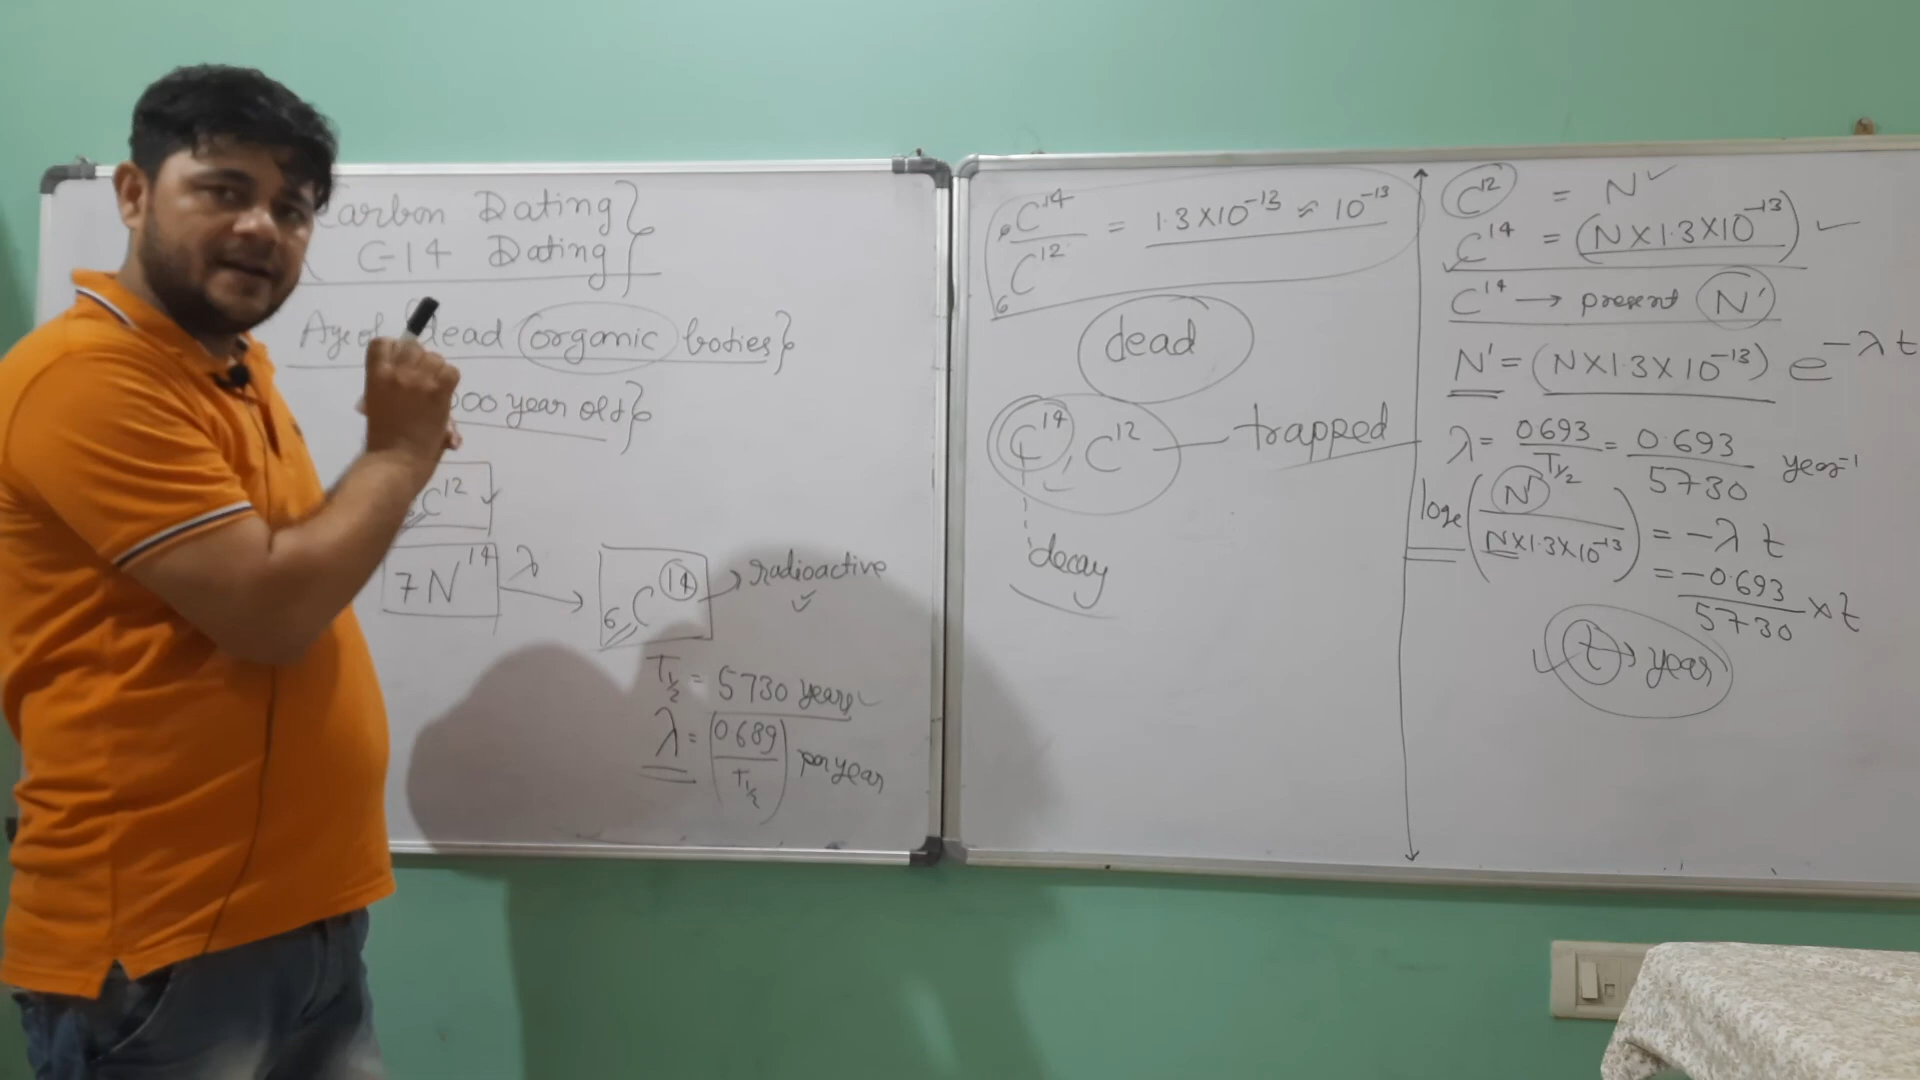 Carbon Dating}
C-14 Dating}
Age of {dead organic bodies}
000 year old}
C¹² ✓
₇N¹⁴ λ → ₆C¹⁴ → radioactive ✓
T½ = 5730 years
λ = (0.689/T½) per year
₆C¹⁴/₆C¹² = 1.3×10⁻¹³ ≈ 10⁻¹³
dead
C¹⁴, C¹² — trapped
decay
C¹² = N ✓
C¹⁴ = (N×1.3×10⁻¹³) ✓
C¹⁴ → present N'
N' = (N×1.3×10⁻¹³) e^(-λt)
λ = 0.693/T½ = 0.693/5730 year⁻¹
logₑ(N'/(N×1.3×10⁻¹³)) = -λ t
= -0.693/5730 × t
✓ t → year